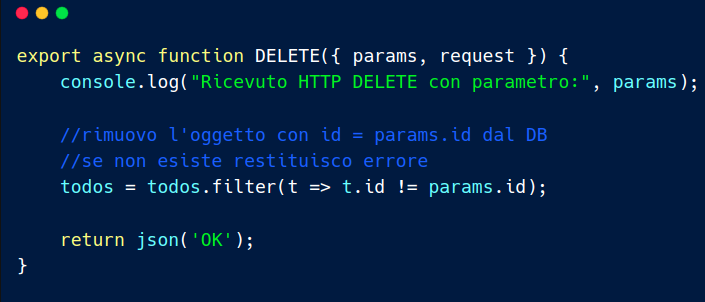 export async function DELETE({ params, request }) {
    console.log("Ricevuto HTTP DELETE con parametro:", params);

    //rimuovo l'oggetto con id = params.id dal DB
    //se non esiste restituisco errore
    todos = todos.filter(t => t.id != params.id);

    return json('OK');
}